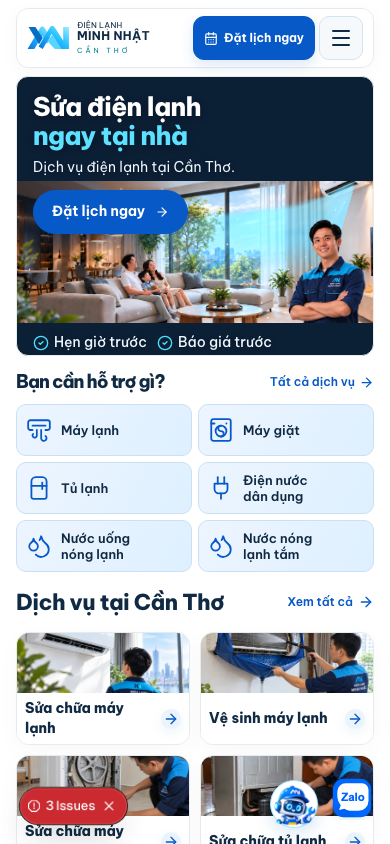 ĐIỆN LẠNH
MINH NHẬT
CẦN THƠ
Đặt lịch ngay
Sửa điện lạnh
ngay tại nhà
Dịch vụ điện lạnh tại Cần Thơ.
Đặt lịch ngay
Hẹn giờ trước
Báo giá trước
Bạn cần hỗ trợ gì?
Tất cả dịch vụ
Máy lạnh
Máy giặt
Tủ lạnh
Điện nước
dân dụng
Nước uống
nóng lạnh
Nước nóng
lạnh tắm
Dịch vụ tại Cần Thơ
Xem tất cả
Sửa chữa máy
lạnh
Vệ sinh máy lạnh
3 Issues
Zalo
Sửa chữa máy
Sửa chữa tủ lạnh